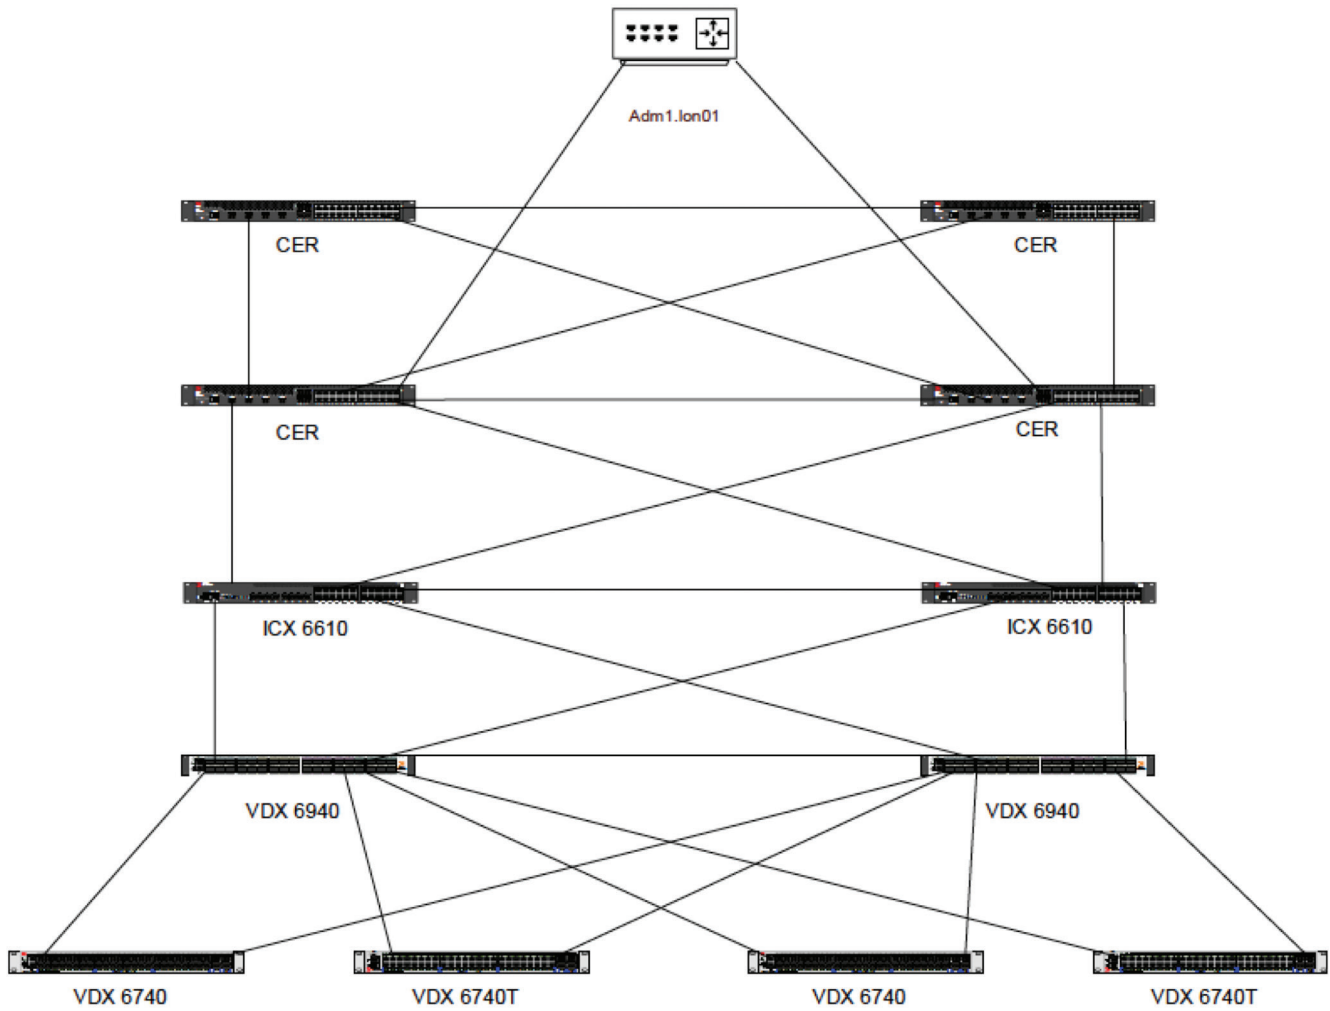 Adm1.lon01
CER
CER
CER
CER
ICX 6610
ICX 6610
VDX 6940
VDX 6940
VDX 6740
VDX 6740T
VDX 6740
VDX 6740T